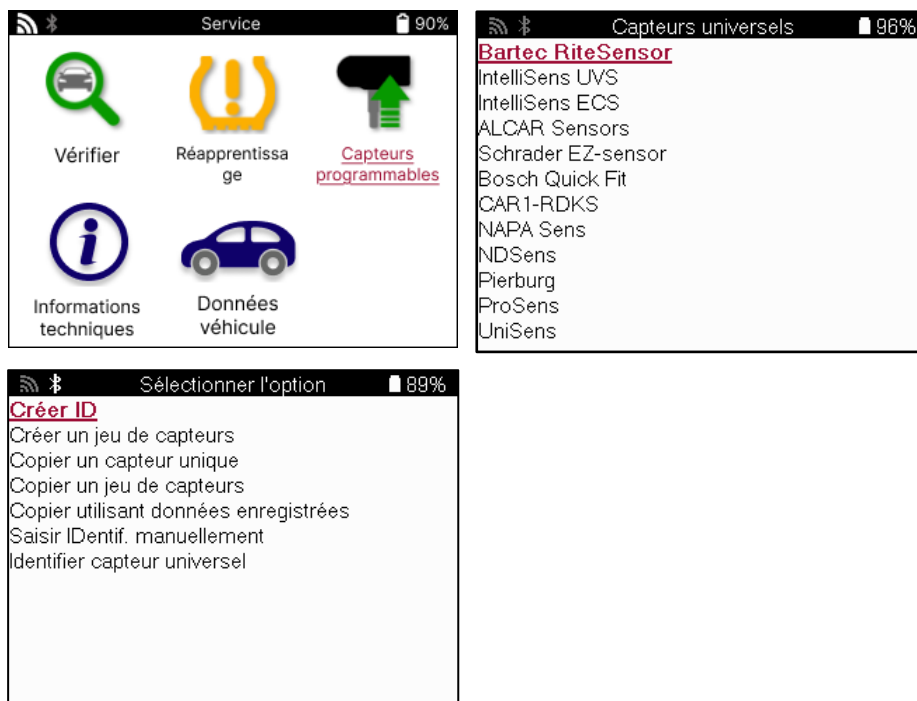 Service 90%
Vérifier
Réapprentissa
ge
Capteurs
programmables
Informations
techniques
Données
véhicule
Capteurs universels 96%
Bartec RiteSensor
IntelliSens UVS
IntelliSens ECS
ALCAR Sensors
Schrader EZ-sensor
Bosch Quick Fit
CAR1-RDKS
NAPA Sens
NDSens
Pierburg
ProSens
UniSens
Sélectionner l'option 89%
Créer ID
Créer un jeu de capteurs
Copier un capteur unique
Copier un jeu de capteurs
Copier utilisant données enregistrées
Saisir IDentif. manuellement
Identifier capteur universel